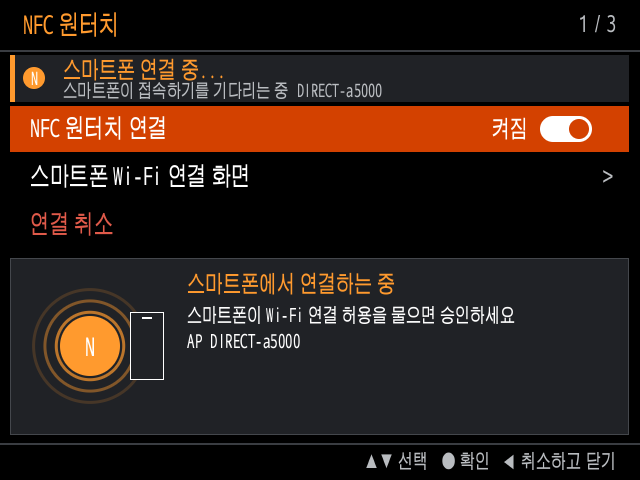 NFC 원터치
1 / 3
N
스마트폰 연결 중...
스마트폰이 접속하기를 기다리는 중 DIRECT-a5000
NFC 원터치 연결
켜짐
스마트폰 Wi-Fi 연결 화면
>
연결 취소
스마트폰에서 연결하는 중
스마트폰이 Wi-Fi 연결 허용을 물으면 승인하세요
AP DIRECT-a5000
N
▲▼ 선택 ● 확인 ◀ 취소하고 닫기